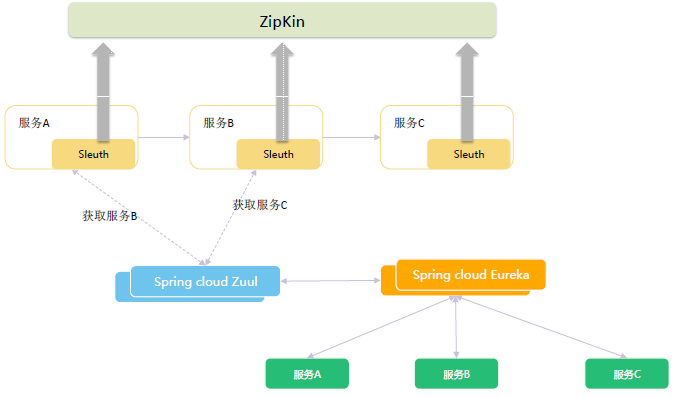 ZipKin
服务A
服务B
服务C
Sleuth
Sleuth
Sleuth
获取服务B
获取服务C
Spring cloud Zuul
Spring cloud Eureka
服务A
服务B
服务C